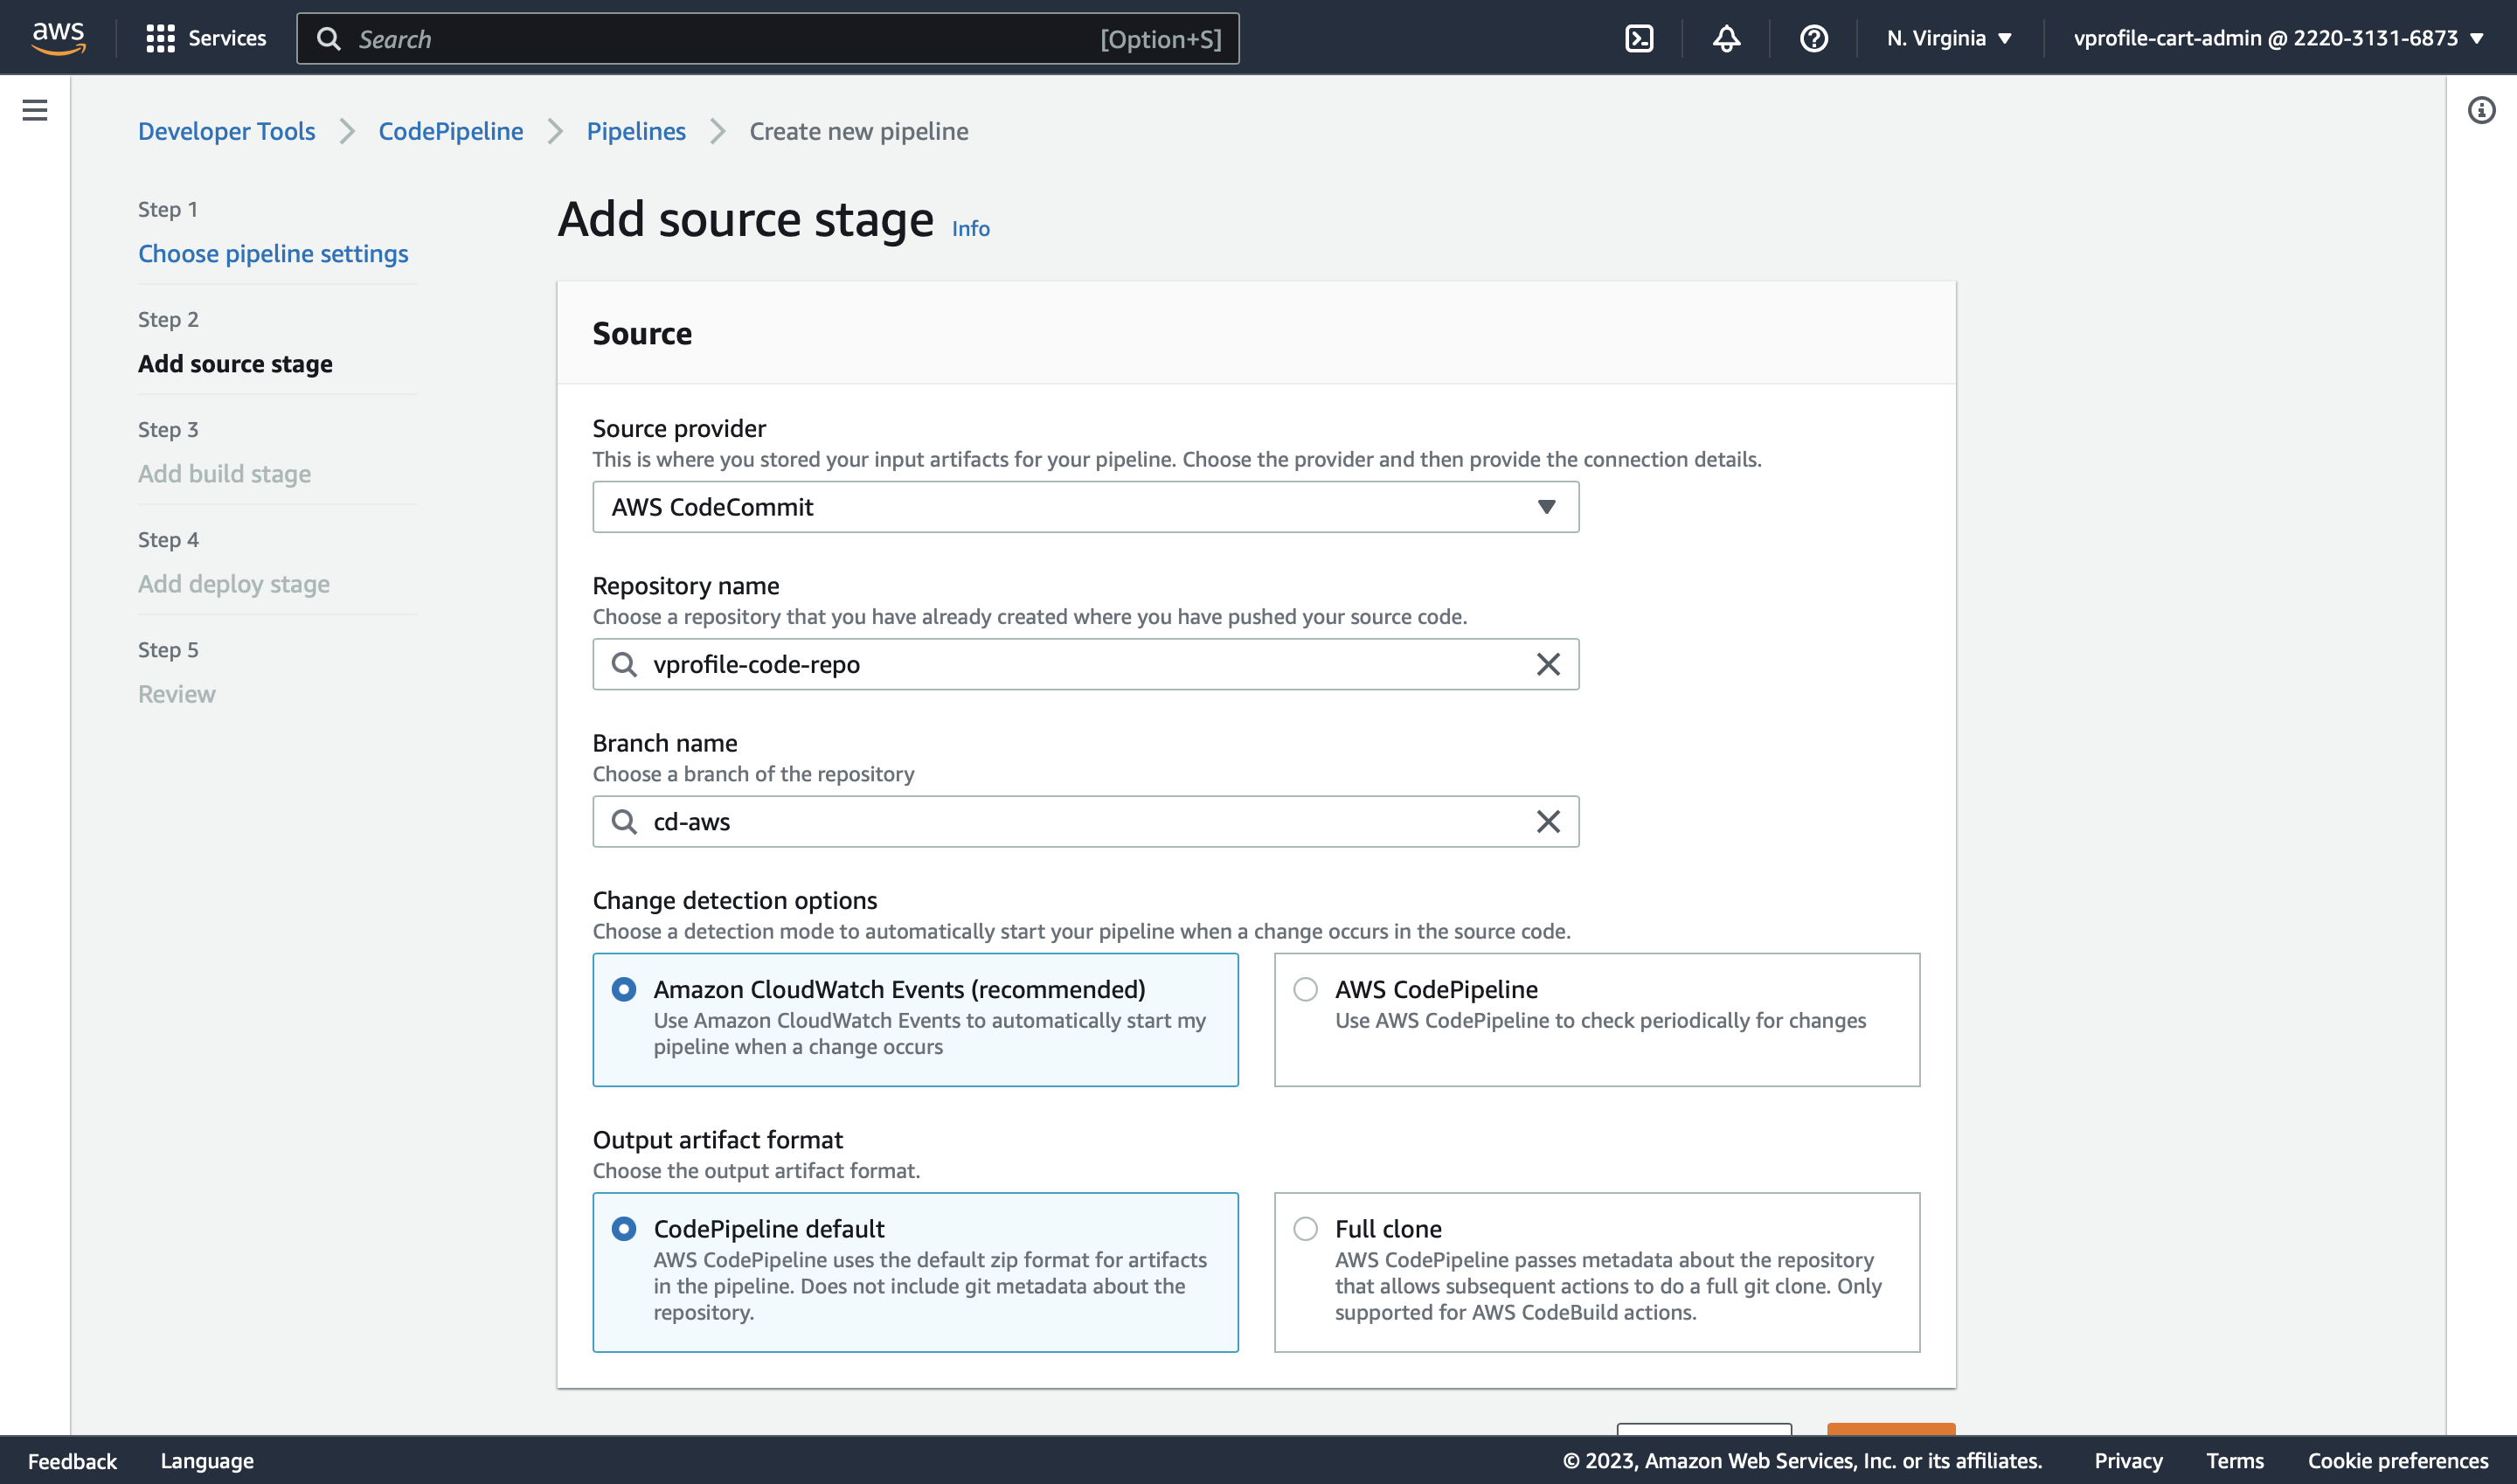 aws
Services
Search
[Option+S]
N. Virginia
vprofile-cart-admin @ 2220-3131-6873
Developer Tools
CodePipeline
Pipelines
Create new pipeline
Step 1
Choose pipeline settings
Step 2
Add source stage
Step 3
Add build stage
Step 4
Add deploy stage
Step 5
Review
Add source stage
Info
Source
Source provider
This is where you stored your input artifacts for your pipeline. Choose the provider and then provide the connection details.
AWS CodeCommit
Repository name
Choose a repository that you have already created where you have pushed your source code.
vprofile-code-repo
Branch name
Choose a branch of the repository
cd-aws
Change detection options
Choose a detection mode to automatically start your pipeline when a change occurs in the source code.
Amazon CloudWatch Events (recommended)
Use Amazon CloudWatch Events to automatically start my
pipeline when a change occurs
AWS CodePipeline
Use AWS CodePipeline to check periodically for changes
Output artifact format
Choose the output artifact format.
CodePipeline default
AWS CodePipeline uses the default zip format for artifacts
in the pipeline. Does not include git metadata about the
repository.
Full clone
AWS CodePipeline passes metadata about the repository
that allows subsequent actions to do a full git clone. Only
supported for AWS CodeBuild actions.
Feedback
Language
© 2023, Amazon Web Services, Inc. or its affiliates.
Privacy
Terms
Cookie preferences